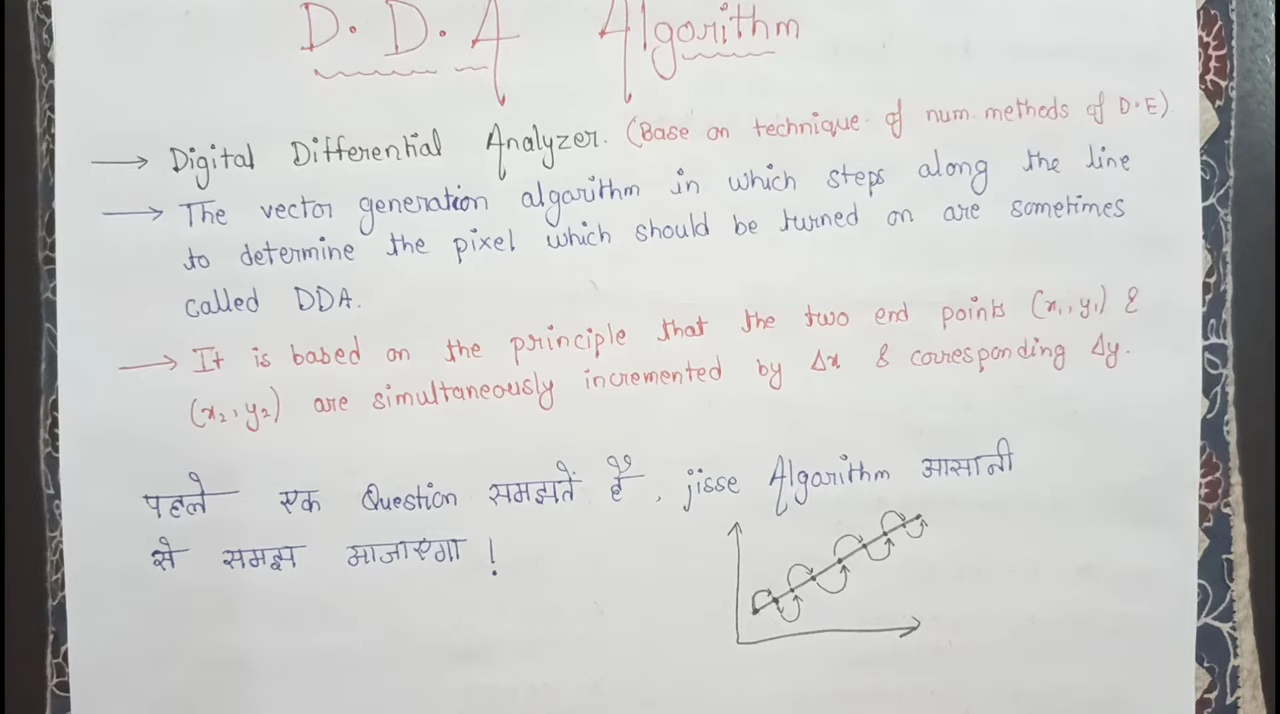 D.D.A Algorithm
→ Digital Differential Analyzer. (Base on technique of num. methods of D.E)
→ The vector generation algorithm in which steps along the line
to determine the pixel which should be turned on are sometimes
called DDA.
→ It is based on the principle that the two end points (x₁, y₁) &
(x₂, y₂) are simultaneously incremented by Δx & corresponding Δy.
पहले एक Question समझतें हैं, jisse Algorithm आसानी
से समझ आजाएगा !